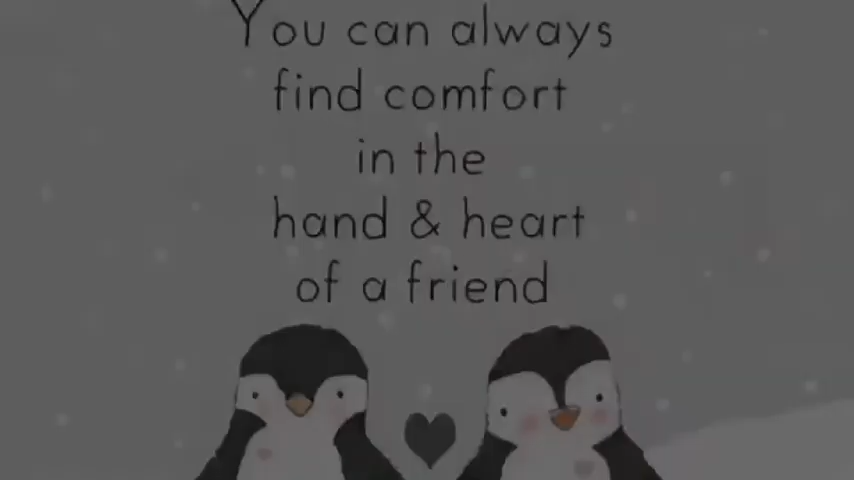 You can always
find comfort
in the
hand & heart
of a friend